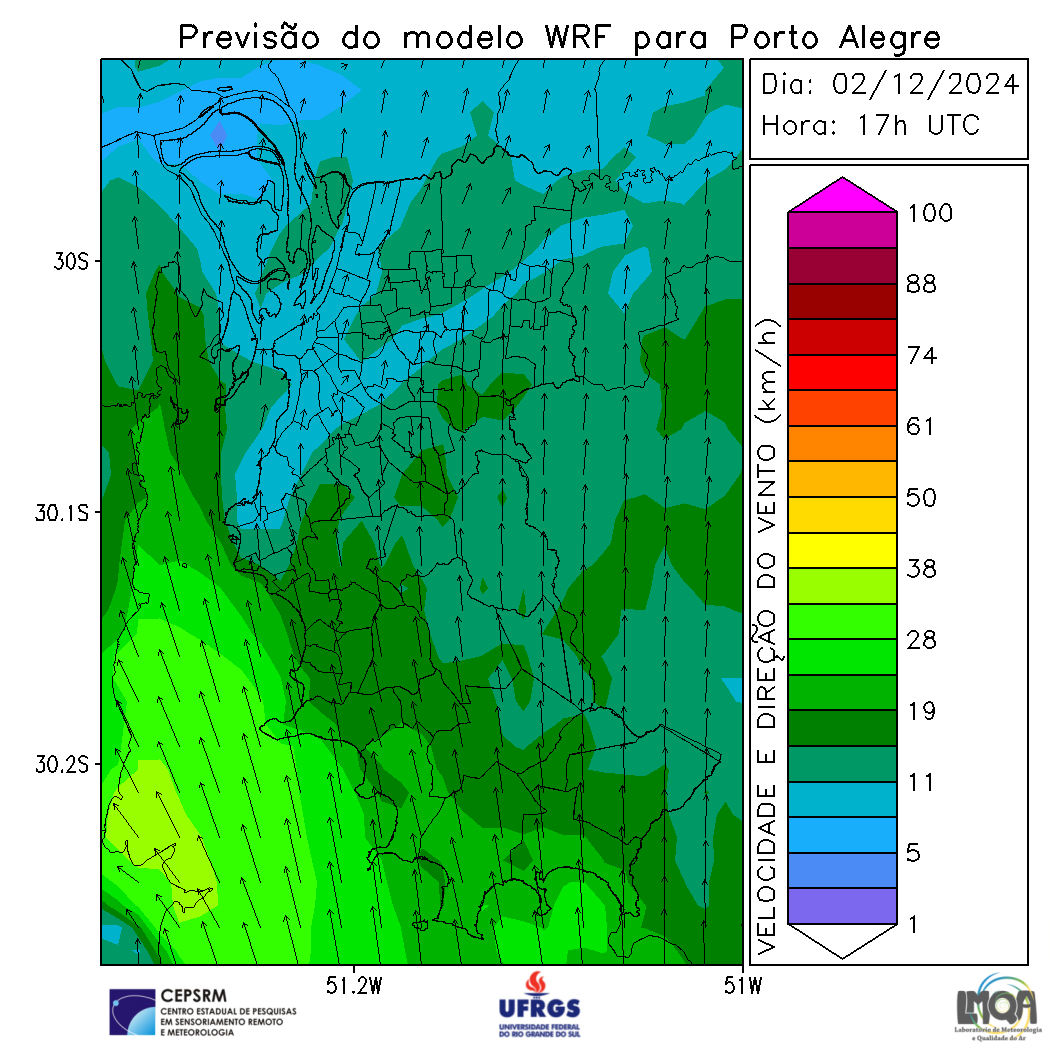 Previsão do modelo WRF para Porto Alegre
Dia: 02/12/2024
Hora: 17h UTC
30S
30.1S
30.2S
51.2W
51W
VELOCIDADE E DIREÇÃO DO VENTO (km/h)
100
88
74
61
50
38
28
19
11
5
1
CEPSRM
CENTRO ESTADUAL DE PESQUISAS
EM SENSORIAMENTO REMOTO
E METEOROLOGIA
UFRGS
UNIVERSIDADE FEDERAL
DO RIO GRANDE DO SUL
LMQA
Laboratório de Meteorologia
e Qualidade do Ar